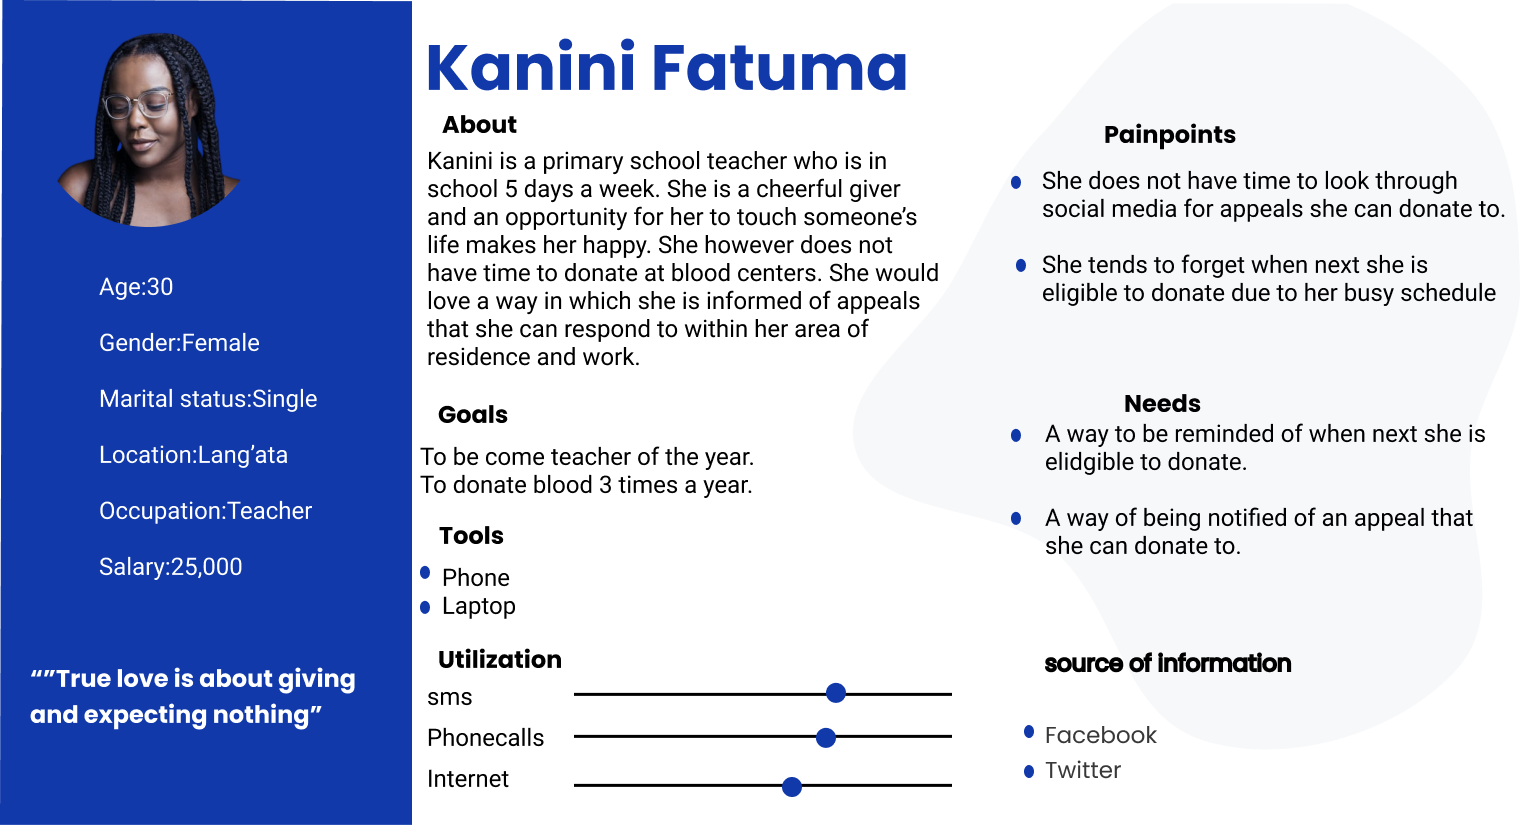 Kanini Fatuma
Age:30
Gender:Female
Marital status:Single
Location:Lang’ata
Occupation:Teacher
Salary:25,000
“”True love is about giving
and expecting nothing”
About
Kanini is a primary school teacher who is in
school 5 days a week. She is a cheerful giver
and an opportunity for her to touch someone’s
life makes her happy. She however does not
have time to donate at blood centers. She would
love a way in which she is informed of appeals
that she can respond to within her area of
residence and work.
Goals
To be come teacher of the year.
To donate blood 3 times a year.
Tools
Phone
Laptop
Utilization
sms
Phonecalls
Internet
Painpoints
She does not have time to look through
social media for appeals she can donate to.
She tends to forget when next she is
eligible to donate due to her busy schedule
Needs
A way to be reminded of when next she is
elidgible to donate.
A way of being notified of an appeal that
she can donate to.
source of information
Facebook
Twitter